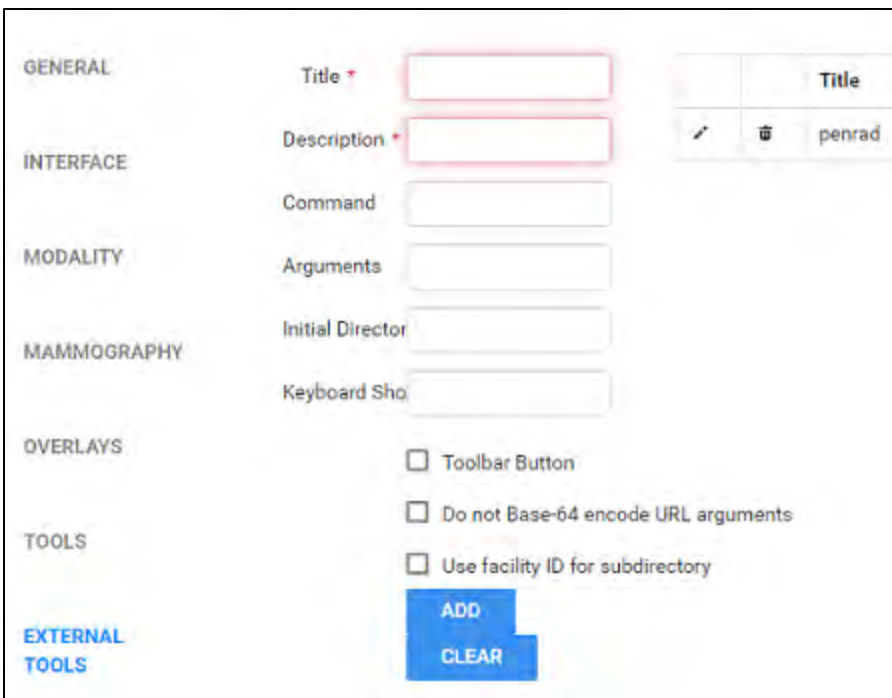 GENERAL
INTERFACE
MODALITY
MAMMOGRAPHY
OVERLAYS
TOOLS
EXTERNAL
TOOLS
Title *
Description *
Command
Arguments
Initial Director
Keyboard Sho
Toolbar Button
Do not Base-64 encode URL arguments
Use facility ID for subdirectory
ADD
CLEAR
Title
penrad